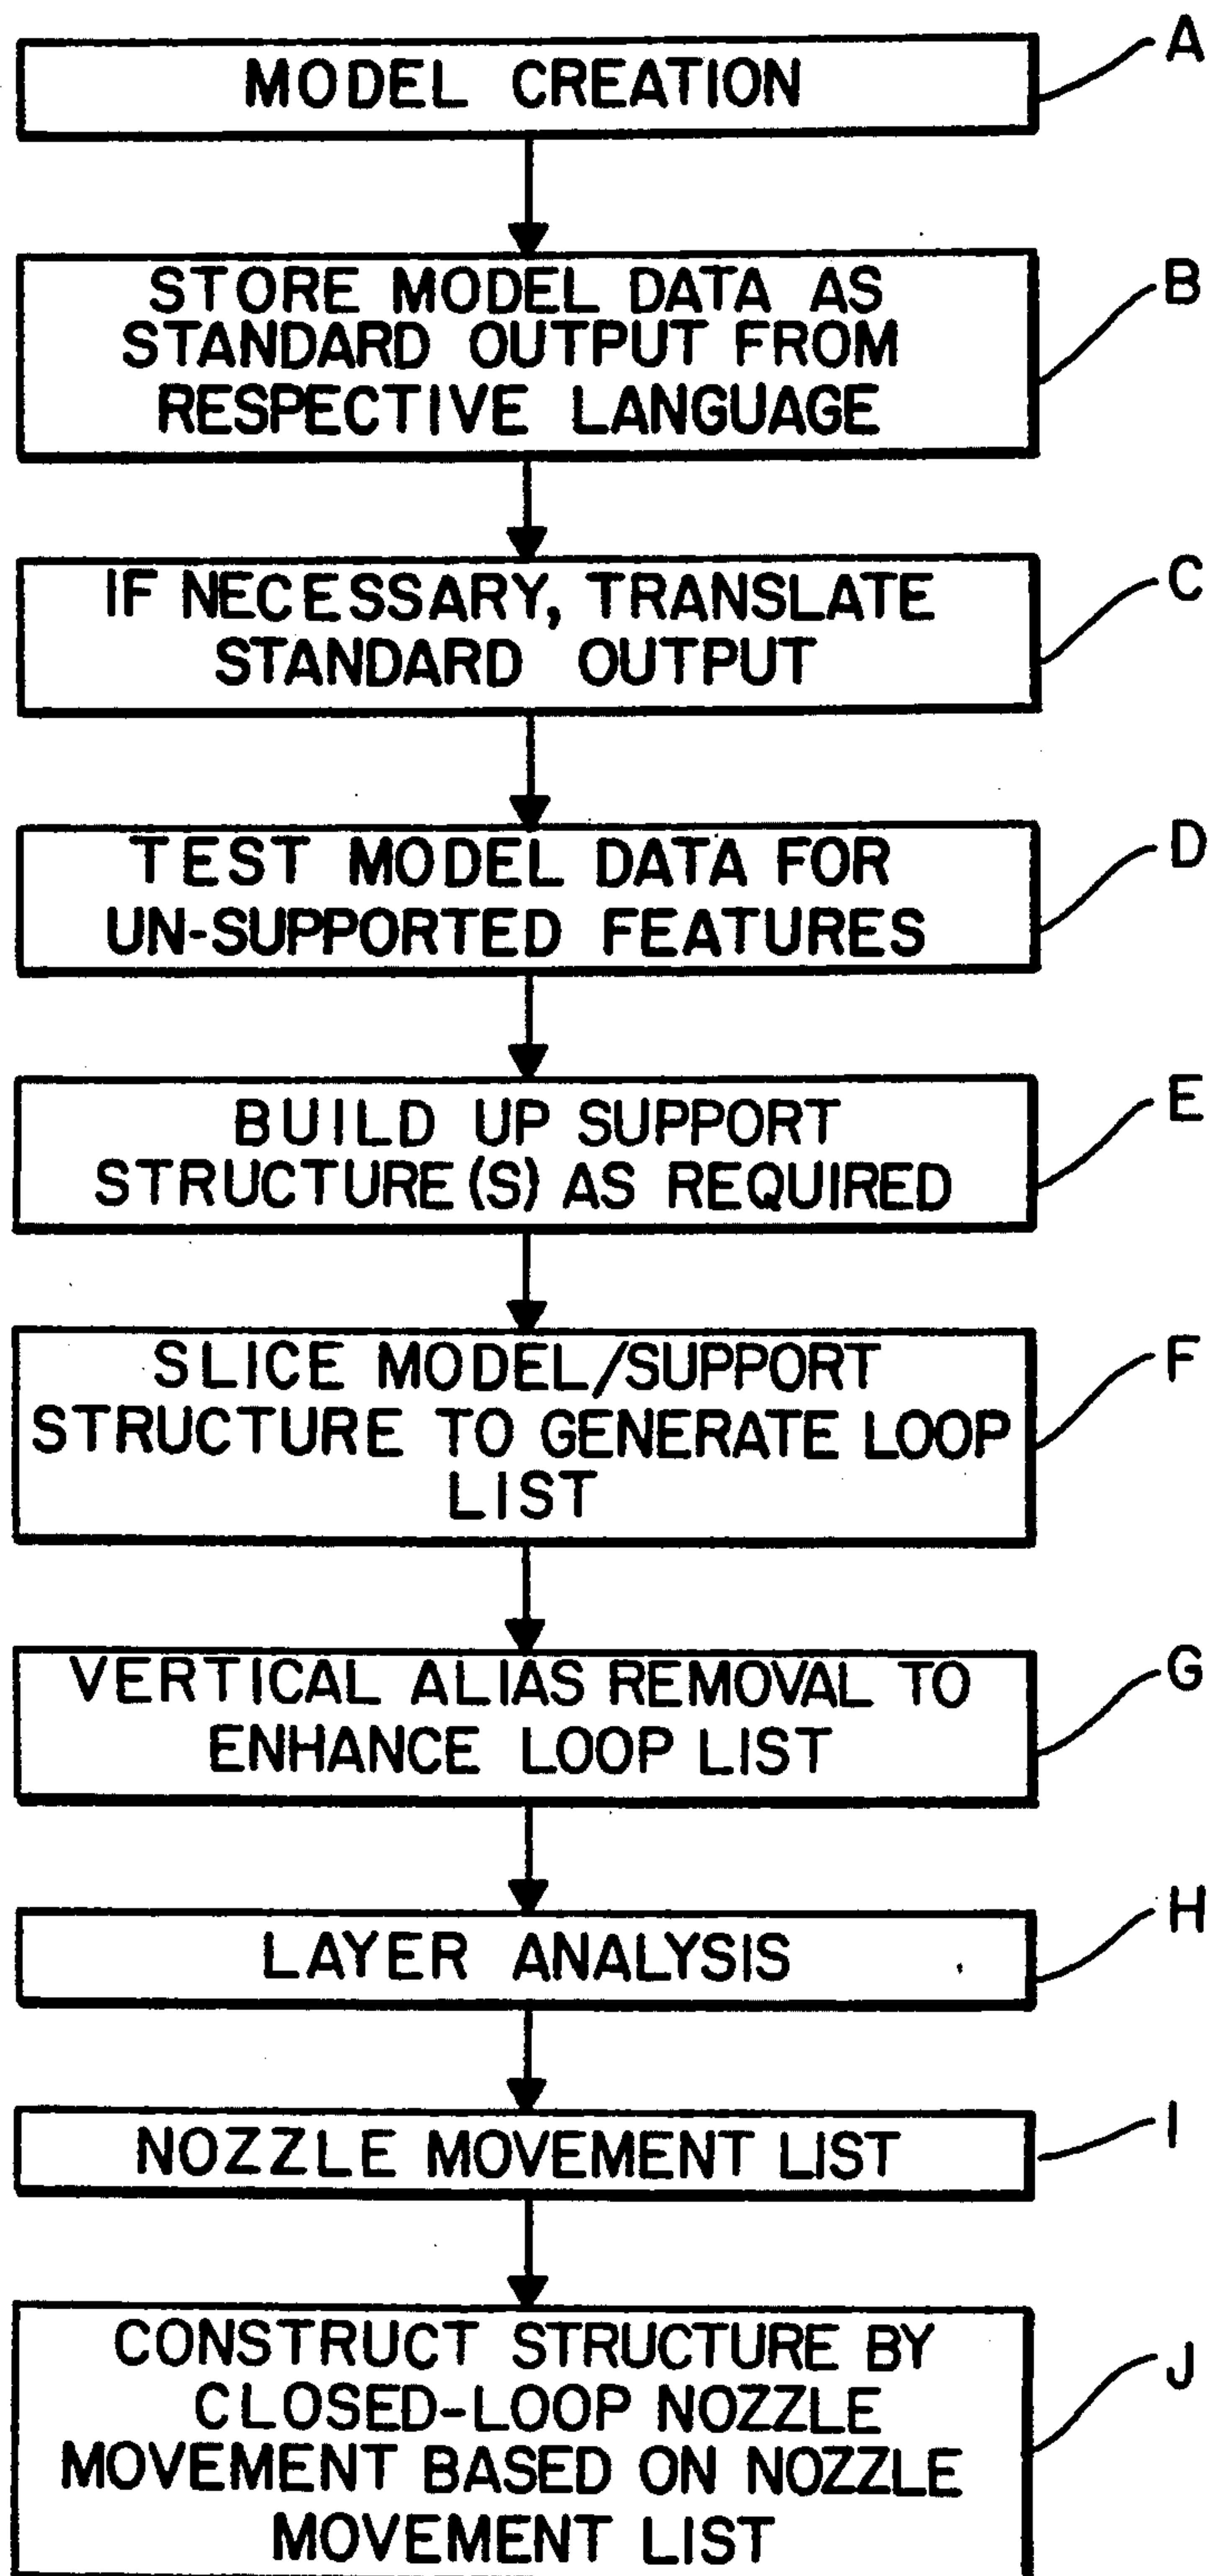 MODEL CREATION
A
STORE MODEL DATA AS
STANDARD OUTPUT FROM
RESPECTIVE LANGUAGE
B
IF NECESSARY, TRANSLATE
STANDARD OUTPUT
C
TEST MODEL DATA FOR
UN-SUPPORTED FEATURES
D
BUILD UP SUPPORT
STRUCTURE(S) AS REQUIRED
E
SLICE MODEL/SUPPORT
STRUCTURE TO GENERATE LOOP
LIST
F
VERTICAL ALIAS REMOVAL TO
ENHANCE LOOP LIST
G
LAYER ANALYSIS
H
NOZZLE MOVEMENT LIST
I
CONSTRUCT STRUCTURE BY
CLOSED-LOOP NOZZLE
MOVEMENT BASED ON NOZZLE
MOVEMENT LIST
J